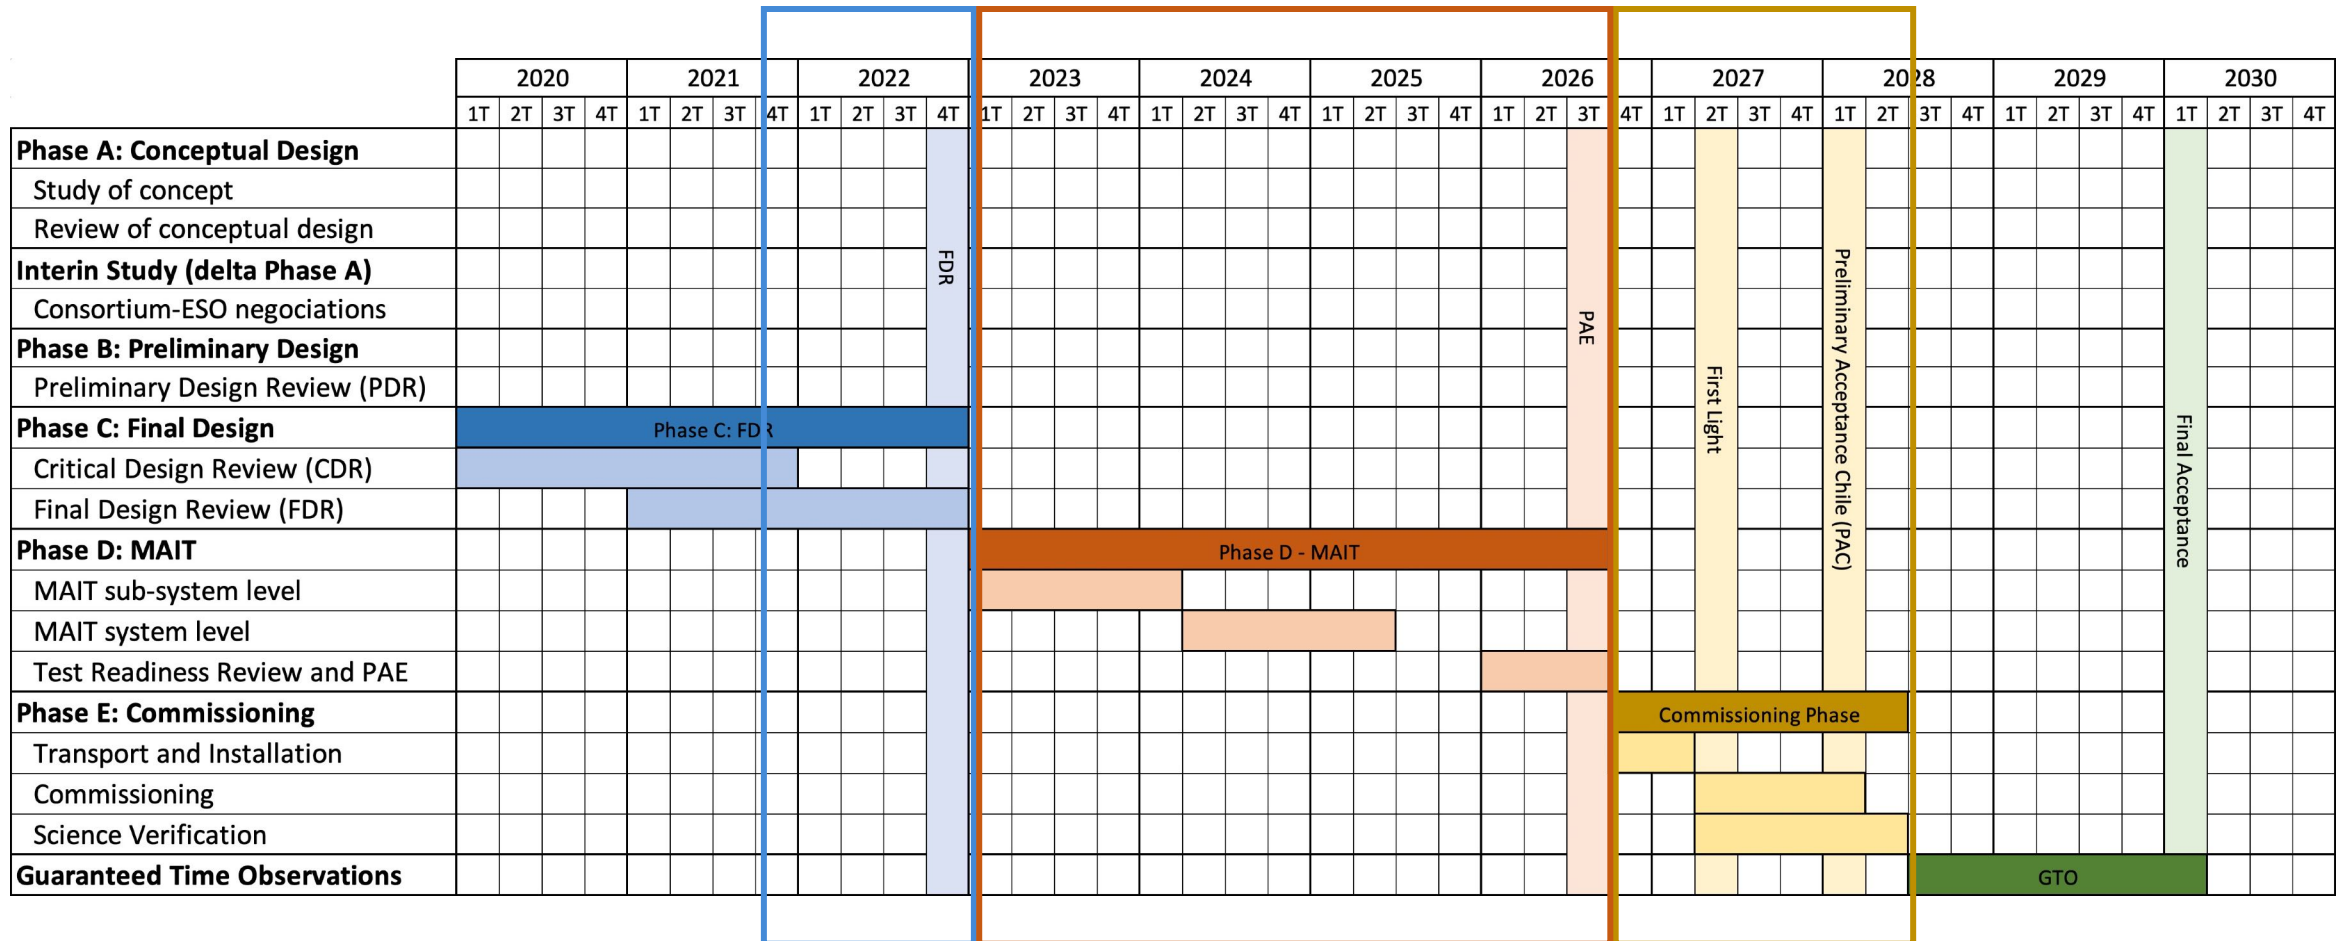 2020 2021 2022 2023 2024 2025 2026 2027 2028 2029 2030
1T 2T 3T 4T 1T 2T 3T 4T 1T 2T 3T 4T 1T 2T 3T 4T 1T 2T 3T 4T 1T 2T 3T 4T 1T 2T 3T 4T 1T 2T 3T 4T 1T 2T 3T 4T 1T 2T 3T 4T 1T 2T 3T 4T
Phase A: Conceptual Design
Study of concept
Review of conceptual design
Interin Study (delta Phase A)
Consortium-ESO negociations
Phase B: Preliminary Design
Preliminary Design Review (PDR)
Phase C: Final Design
Phase C: FDR
Critical Design Review (CDR)
Final Design Review (FDR)
Phase D: MAIT
Phase D - MAIT
MAIT sub-system level
MAIT system level
Test Readiness Review and PAE
Phase E: Commissioning
Commissioning Phase
Transport and Installation
Commissioning
Science Verification
Guaranteed Time Observations
GTO
FDR
PAE
First Light
Preliminary Acceptance Chile (PAC)
Final Acceptance